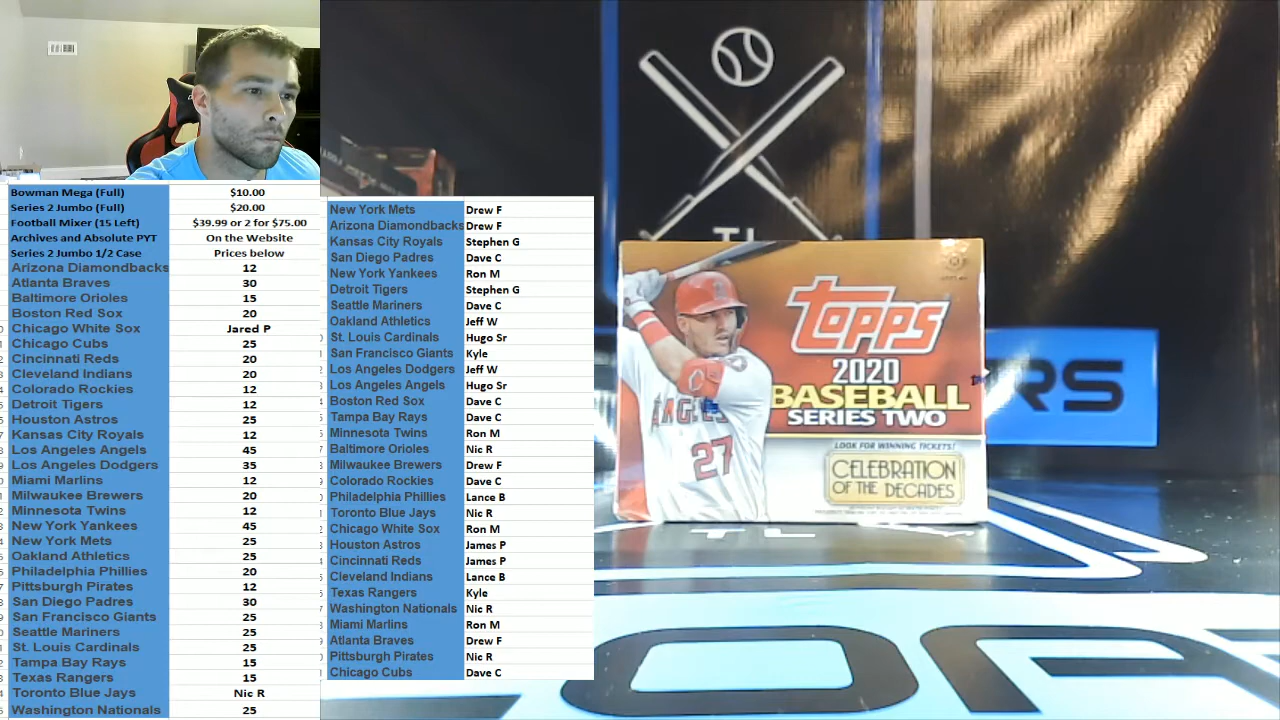 Bowman Mega (Full) $10.00
Series 2 Jumbo (Full) $20.00
Football Mixer (15 Left) $39.99 or 2 for $75.00
Archives and Absolute PYT On the Website
Series 2 Jumbo 1/2 Case Prices below
Arizona Diamondbacks 12
Atlanta Braves 30
Baltimore Orioles 15
Boston Red Sox 20
Chicago White Sox Jared P
Chicago Cubs 25
Cincinnati Reds 20
Cleveland Indians 20
Colorado Rockies 12
Detroit Tigers 12
Houston Astros 25
Kansas City Royals 12
Los Angeles Angels 45
Los Angeles Dodgers 35
Miami Marlins 12
Milwaukee Brewers 20
Minnesota Twins 12
New York Yankees 45
New York Mets 25
Oakland Athletics 25
Philadelphia Phillies 20
Pittsburgh Pirates 12
San Diego Padres 30
San Francisco Giants 25
Seattle Mariners 25
St. Louis Cardinals 25
Tampa Bay Rays 15
Texas Rangers 15
Toronto Blue Jays Nic R
Washington Nationals 25
New York Mets Drew F
Arizona Diamondbacks Drew F
Kansas City Royals Stephen G
San Diego Padres Dave C
New York Yankees Ron M
Detroit Tigers Stephen G
Seattle Mariners Dave C
Oakland Athletics Jeff W
St. Louis Cardinals Hugo Sr
San Francisco Giants Kyle
Los Angeles Dodgers Jeff W
Los Angeles Angels Hugo Sr
Boston Red Sox Dave C
Tampa Bay Rays Dave C
Minnesota Twins Ron M
Baltimore Orioles Nic R
Milwaukee Brewers Drew F
Colorado Rockies Dave C
Philadelphia Phillies Lance B
Toronto Blue Jays Nic R
Chicago White Sox Ron M
Houston Astros James P
Cincinnati Reds James P
Cleveland Indians Lance B
Texas Rangers Kyle
Washington Nationals Nic R
Miami Marlins Ron M
Atlanta Braves Drew F
Pittsburgh Pirates Nic R
Chicago Cubs Dave C
TL
topps
2020
BASEBALL
SERIES TWO
LOOK FOR WINNING TICKETS!
CELEBRATION
OF THE DECADES
ANGELS
27
RS
TL